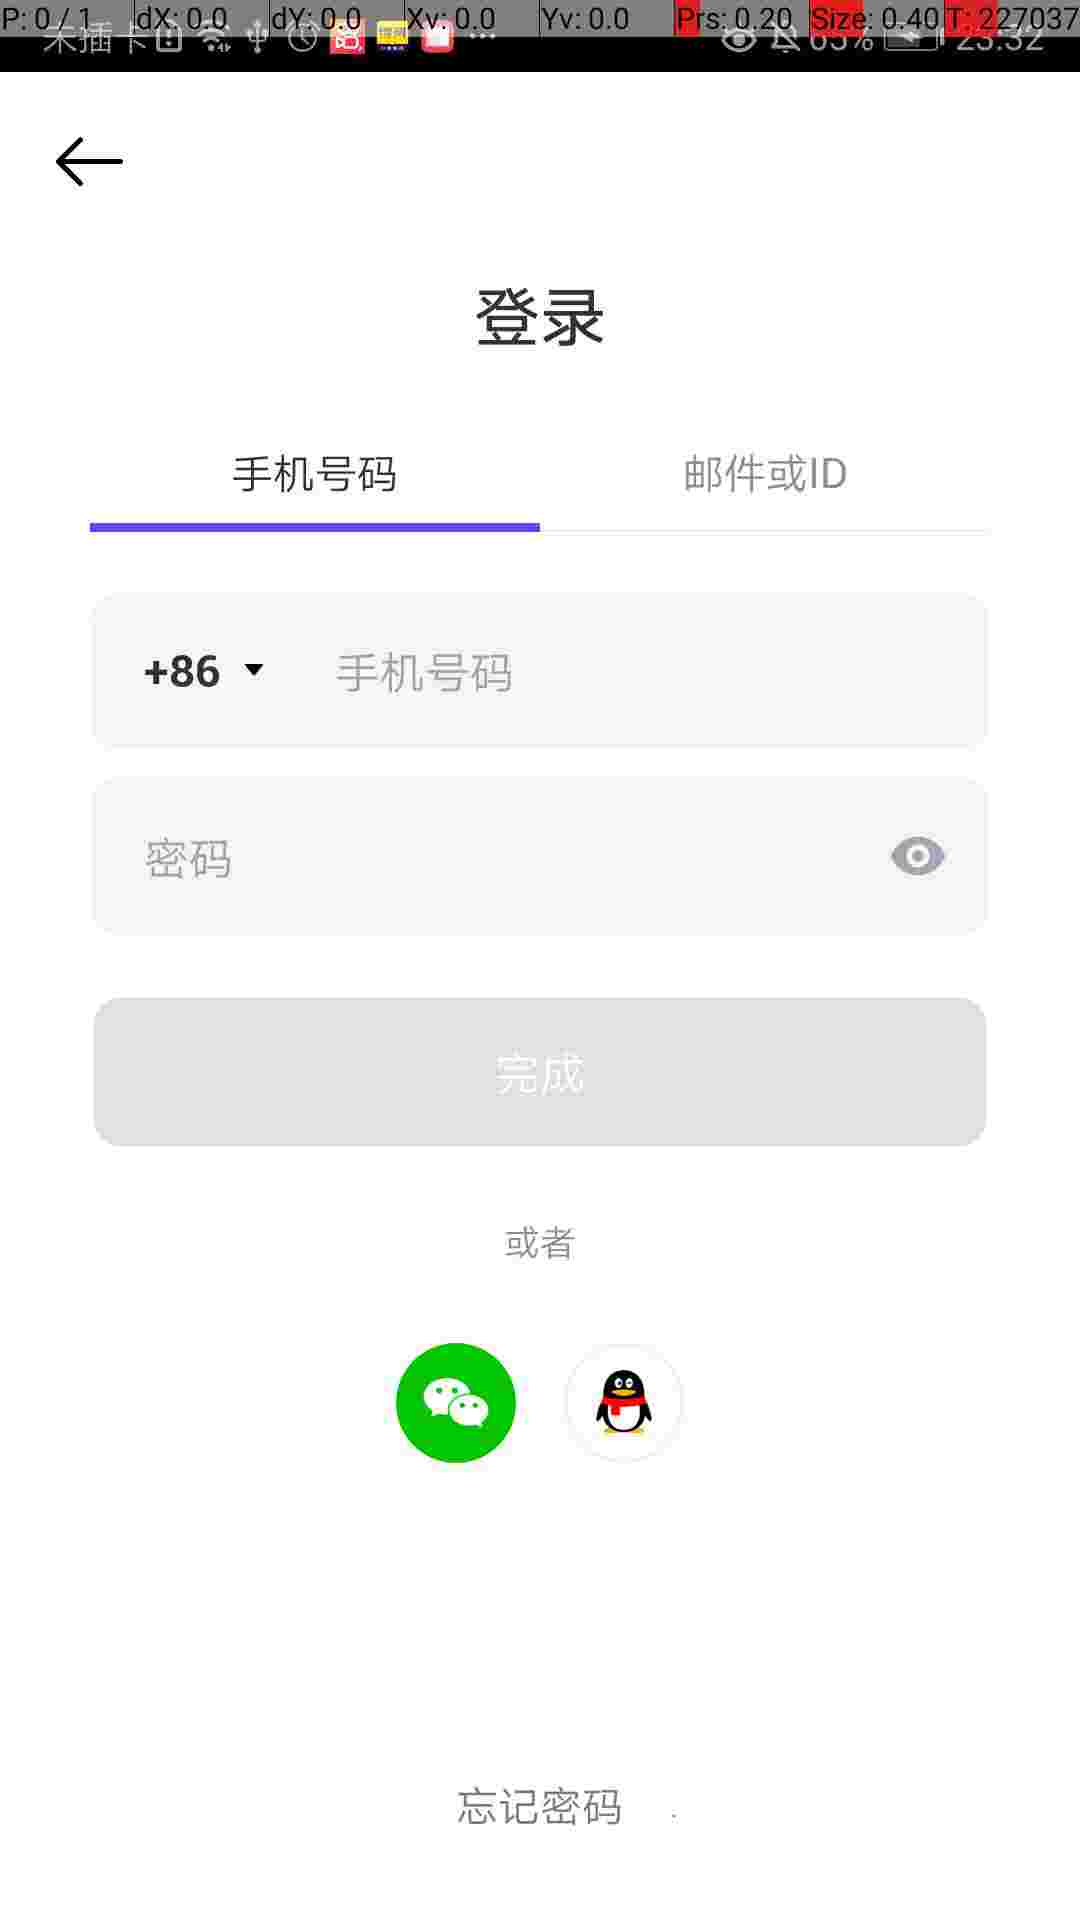 P: 0 / 1 dX: 0.0 dY: 0.0 Xv: 0.0 Yv: 0.0 Prs: 0.20 Size: 0.40 T: 227037
未插卡 63% 23:32
登录
手机号码 邮件或ID
+86 手机号码
密码
完成
或者
忘记密码